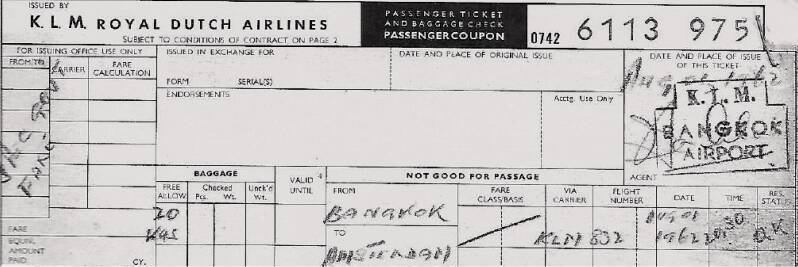 ISSUED BY
K.L.M. ROYAL DUTCH AIRLINES
SUBJECT TO CONDITIONS OF CONTRACT ON PAGE 2
PASSENGER TICKET
AND BAGGAGE CHECK
PASSENGER COUPON
0742 6113 975
FOR ISSUING OFFICE USE ONLY
FROM/TO
CARRIER
FARE
CALCULATION
ISSUED IN EXCHANGE FOR
FORM
SERIAL(S)
DATE AND PLACE OF ORIGINAL ISSUE
DATE AND PLACE OF ISSUE
OF THIS TICKET
ENDORSEMENTS
Acctg. Use Only
K.L.M.
BANGKOK
AIRPORT
AGENT
BAGGAGE
VALID
UNTIL
NOT GOOD FOR PASSAGE
FREE
ALLOW.
Checked
Pcs. Wt.
Unck'd
Wt.
FROM
FARE
CLASS/BASIS
VIA
CARRIER
FLIGHT
NUMBER
DATE
TIME
RES.
STATUS
20
KGS
BANGKOK
TO
AMSTERDAM
KLM 832
1962
OK
FARE
EQUIV.
AMOUNT
PAID
CY.